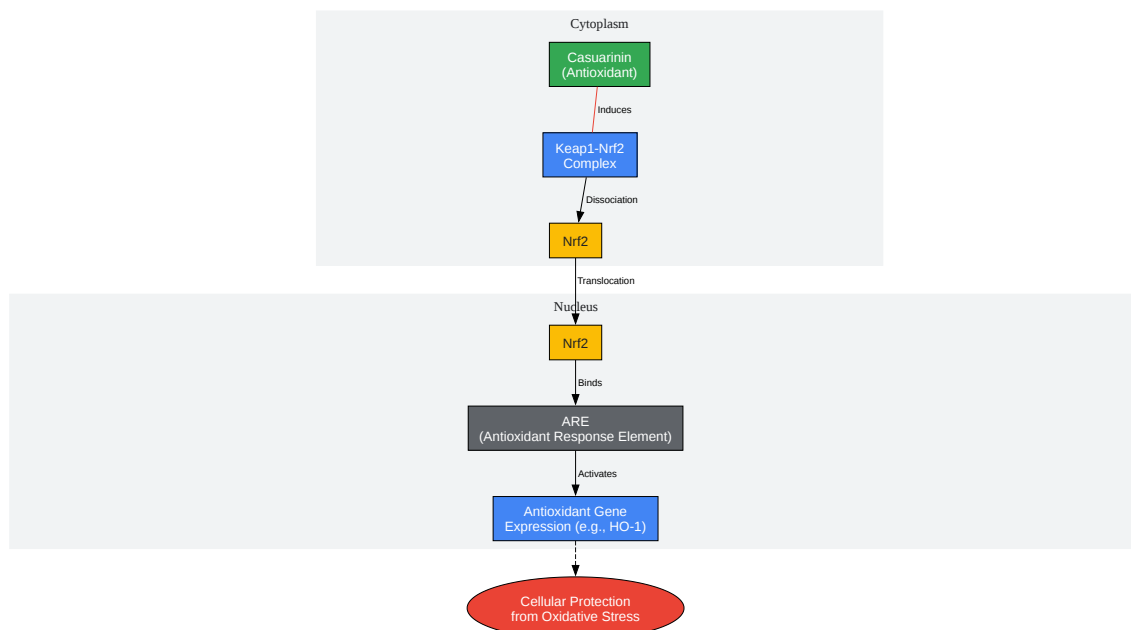 Cytoplasm
Casuarinin
(Antioxidant)
Induces
Keap1-Nrf2
Complex
Dissociation
Nrf2
Translocation
Nucleus
Nrf2
Binds
ARE
(Antioxidant Response Element)
Activates
Antioxidant Gene
Expression (e.g., HO-1)
Cellular Protection
from Oxidative Stress